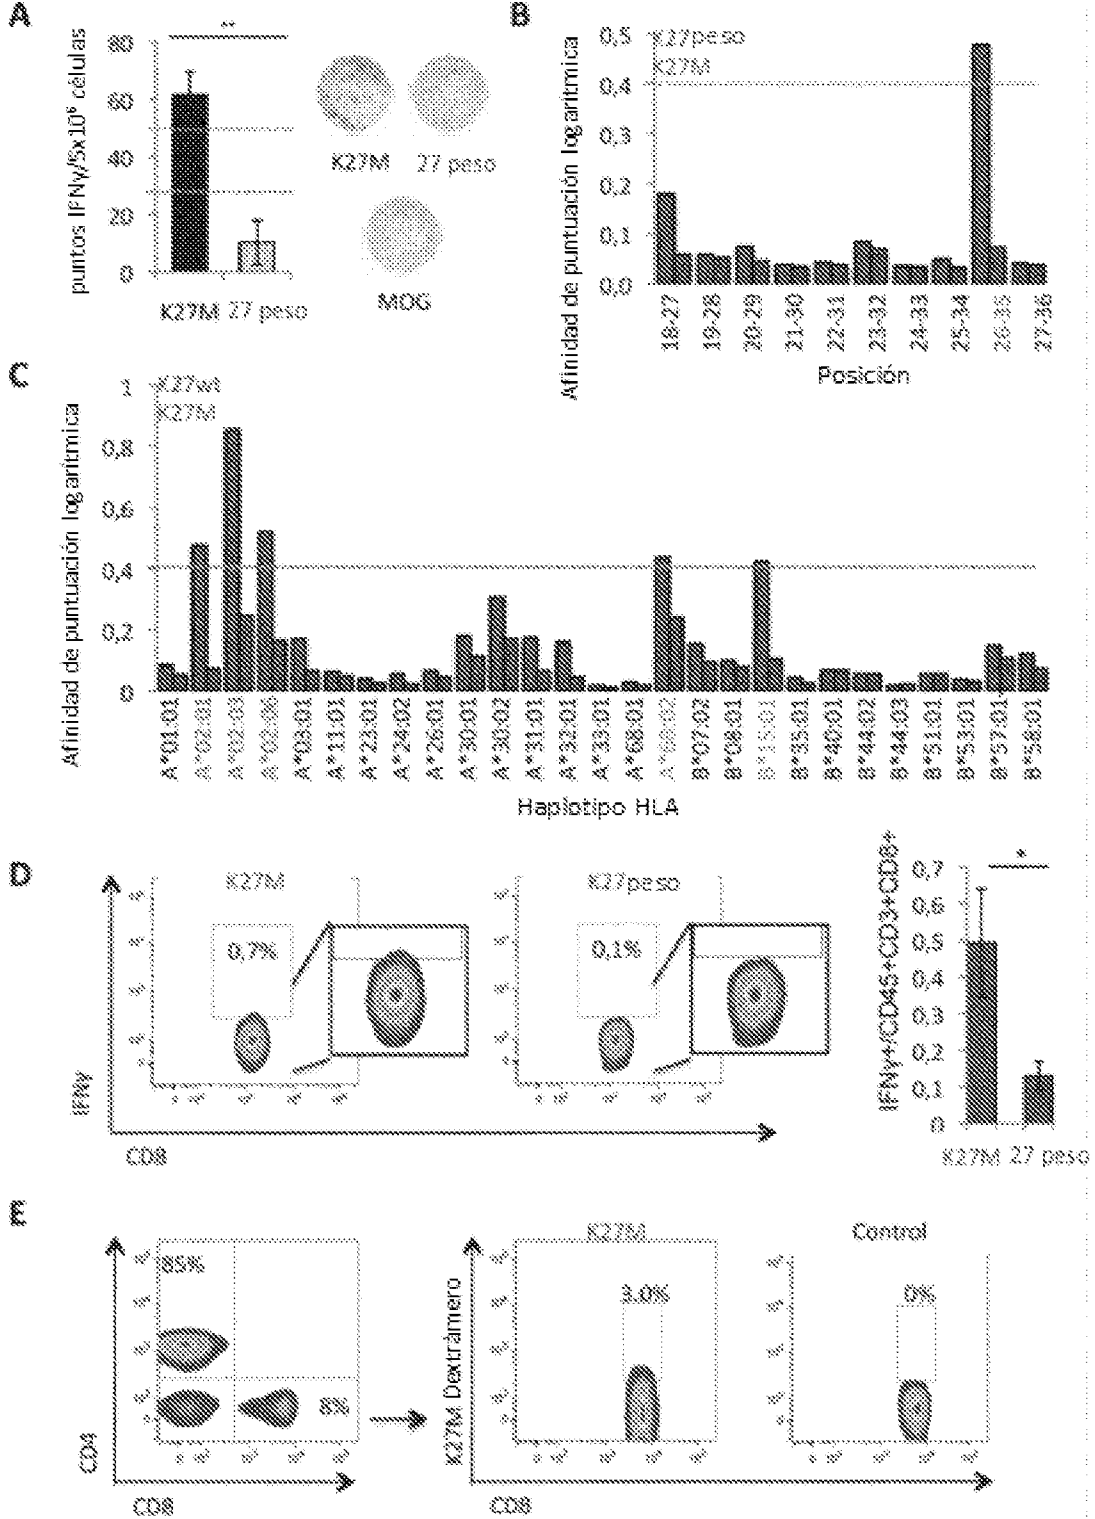 A
**
puntos IFNγ/5x10⁶ células
80
60
40
20
0
K27M
27 peso
K27M
27 peso
MOG
B
Afinidad de puntuación logarítmica
0,5
0,4
0,3
0,2
0,1
0,0
K27peso
K27M
18-27
19-28
20-29
21-30
22-31
23-32
24-33
25-34
26-35
27-36
Posición
C
Afinidad de puntuación logarítmica
1
0,8
0,6
0,4
0,2
0
K27wt
K27M
A*01:01
A*02:01
A*02:03
A*02:06
A*03:01
A*11:01
A*23:01
A*24:02
A*26:01
A*30:01
A*30:02
A*31:01
A*32:01
A*33:01
A*68:01
A*68:02
B*07:02
B*08:01
B*15:01
B*35:01
B*40:01
B*44:02
B*44:03
B*51:01
B*53:01
B*57:01
B*58:01
Haplotipo HLA
D
IFNγ
K27M
0,7%
K27peso
0,1%
CD8
IFNγ+/CD45+CD3+CD8+
*
0,7
0,6
0,5
0,4
0,3
0,2
0,1
0
K27M
27 peso
E
CD4
85%
8%
CD8
K27M Dextrámero
K27M
3.0%
Control
0%
CD8